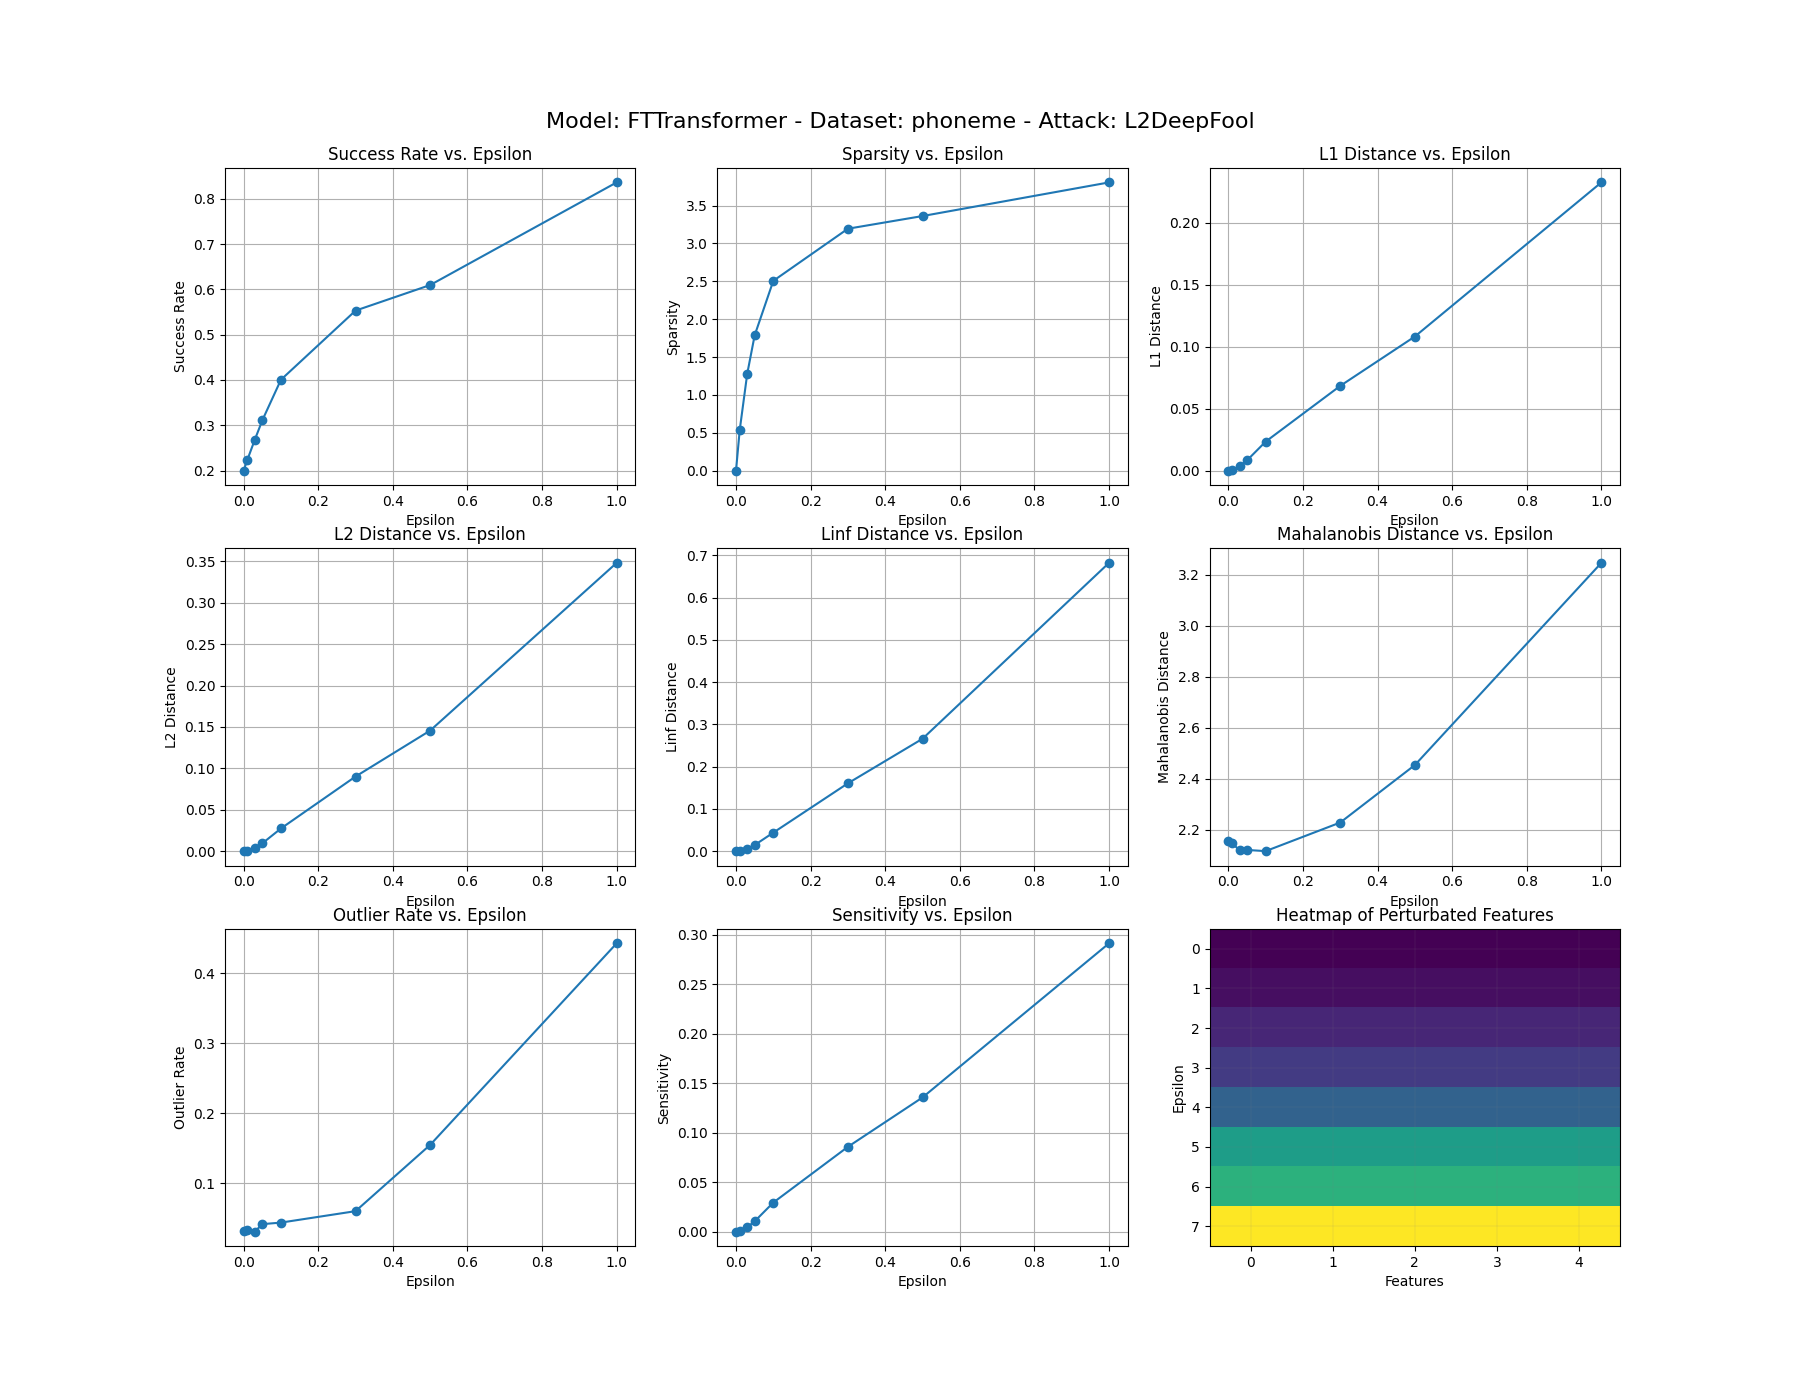 Model: FTTransformer - Dataset: phoneme - Attack: L2DeepFool
Success Rate vs. Epsilon
Success Rate
0.8
0.7
0.6
0.5
0.4
0.3
0.2
0.0 0.2 0.4 0.6 0.8 1.0
Epsilon
Sparsity vs. Epsilon
Sparsity
3.5
3.0
2.5
2.0
1.5
1.0
0.5
0.0
0.0 0.2 0.4 0.6 0.8 1.0
Epsilon
L1 Distance vs. Epsilon
L1 Distance
0.20
0.15
0.10
0.05
0.00
0.0 0.2 0.4 0.6 0.8 1.0
Epsilon
L2 Distance vs. Epsilon
L2 Distance
0.35
0.30
0.25
0.20
0.15
0.10
0.05
0.00
0.0 0.2 0.4 0.6 0.8 1.0
Epsilon
Linf Distance vs. Epsilon
Linf Distance
0.7
0.6
0.5
0.4
0.3
0.2
0.1
0.0
0.0 0.2 0.4 0.6 0.8 1.0
Epsilon
Mahalanobis Distance vs. Epsilon
Mahalanobis Distance
3.2
3.0
2.8
2.6
2.4
2.2
0.0 0.2 0.4 0.6 0.8 1.0
Epsilon
Outlier Rate vs. Epsilon
Outlier Rate
0.4
0.3
0.2
0.1
0.0 0.2 0.4 0.6 0.8 1.0
Epsilon
Sensitivity vs. Epsilon
Sensitivity
0.30
0.25
0.20
0.15
0.10
0.05
0.00
0.0 0.2 0.4 0.6 0.8 1.0
Epsilon
Heatmap of Perturbated Features
Epsilon
0
1
2
3
4
5
6
7
0 1 2 3 4
Features